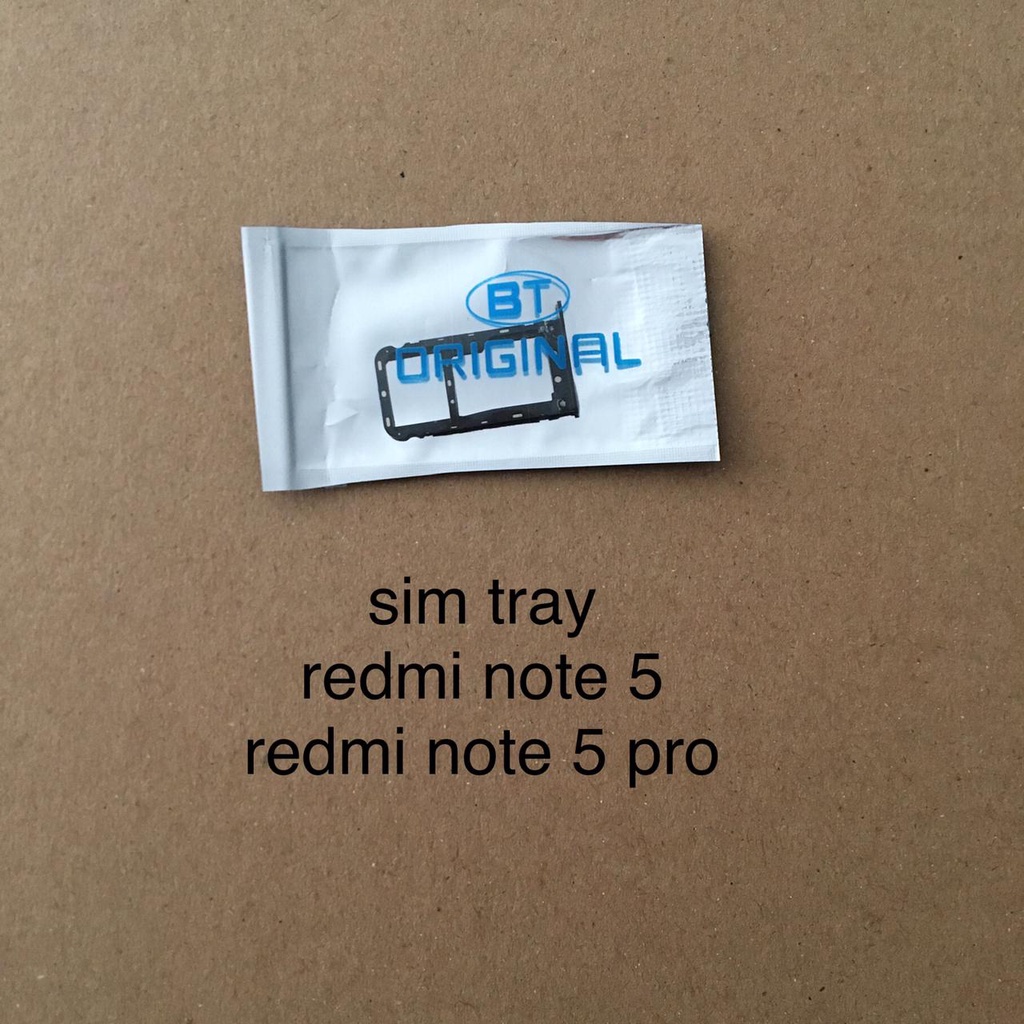 BT
ORIGINAL
sim tray
redmi note 5
redmi note 5 pro